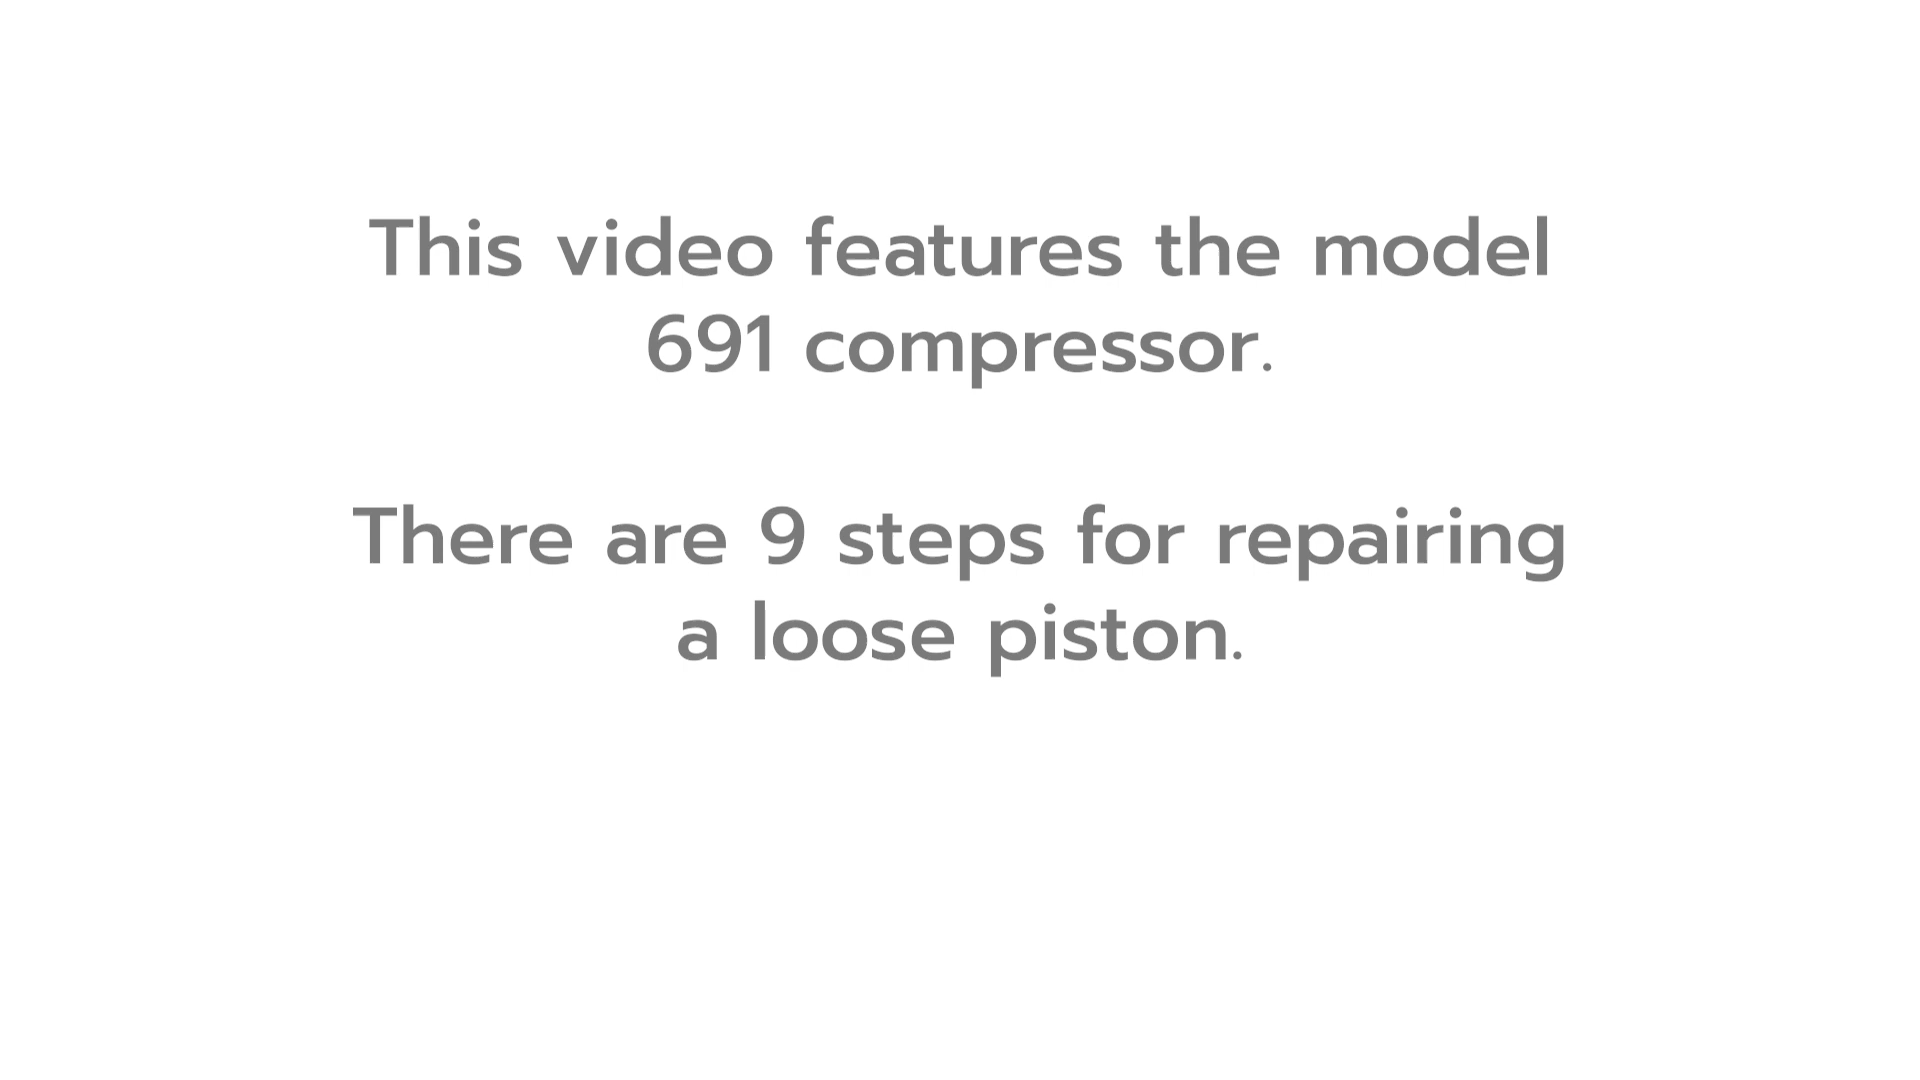 This video features the model
691 compressor.
There are 9 steps for repairing
a loose piston.